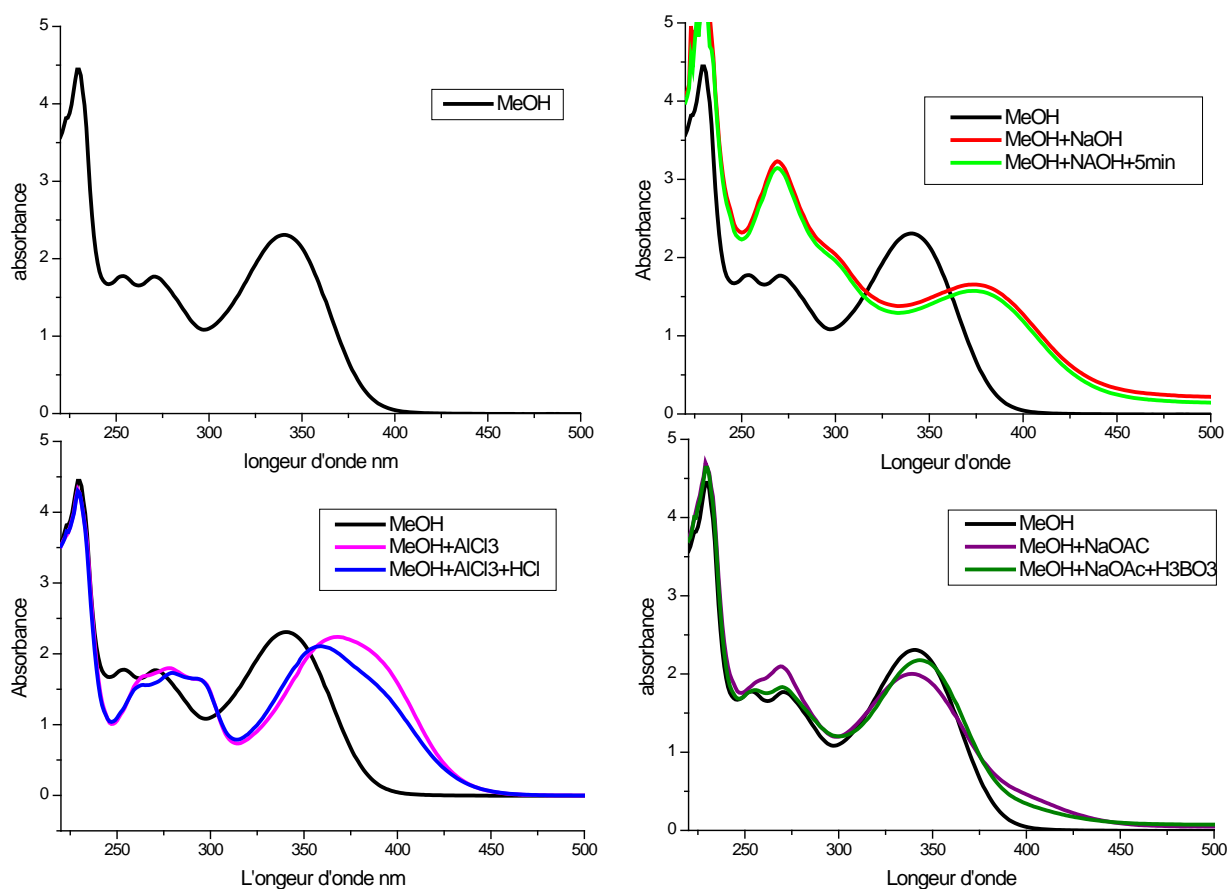 5
4
3
2
1
0
absorbance
MeOH
250
300
350
400
450
500
longeur d'onde nm
5
4
3
2
1
0
Absorbance
MeOH
MeOH+NaOH
MeOH+NAOH+5min
250
300
350
400
450
500
Longeur d'onde
5
4
3
2
1
0
Absorbance
MeOH
MeOH+AlCl3
MeOH+AlCl3+HCl
250
300
350
400
450
500
L'ongeur d'onde nm
5
4
3
2
1
0
absorbance
MeOH
MeOH+NaOAC
MeOH+NaOAc+H3BO3
250
300
350
400
450
500
Longeur d'onde